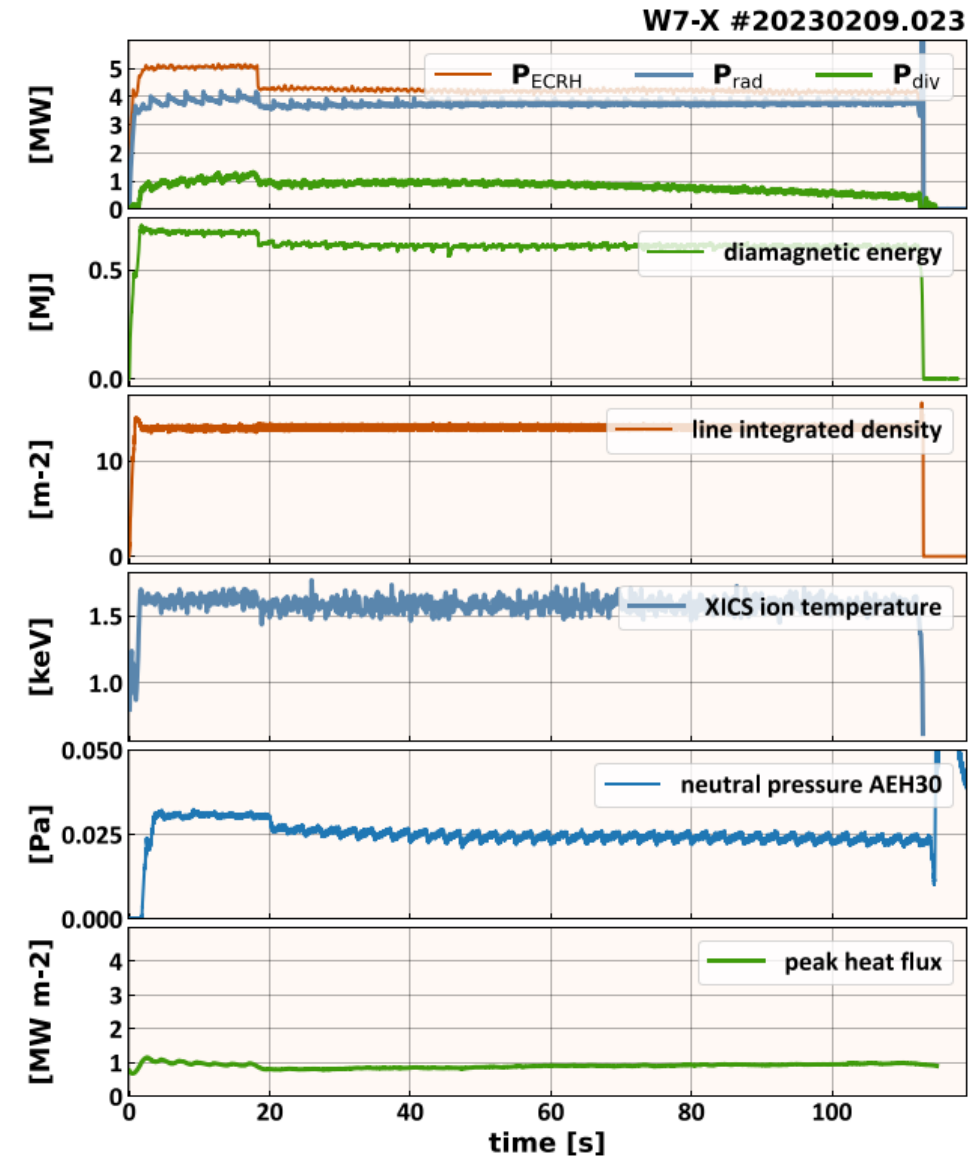 W7-X #20230209.023
[MW]
5
4
3
2
1
0
P_ECRH P_rad P_div
[MJ]
0.5
0.0
diamagnetic energy
[m-2]
10
0
line integrated density
[keV]
1.5
1.0
XICS ion temperature
[Pa]
0.050
0.025
0.000
neutral pressure AEH30
[MW m-2]
4
3
2
1
0
peak heat flux
0 20 40 60 80 100
time [s]